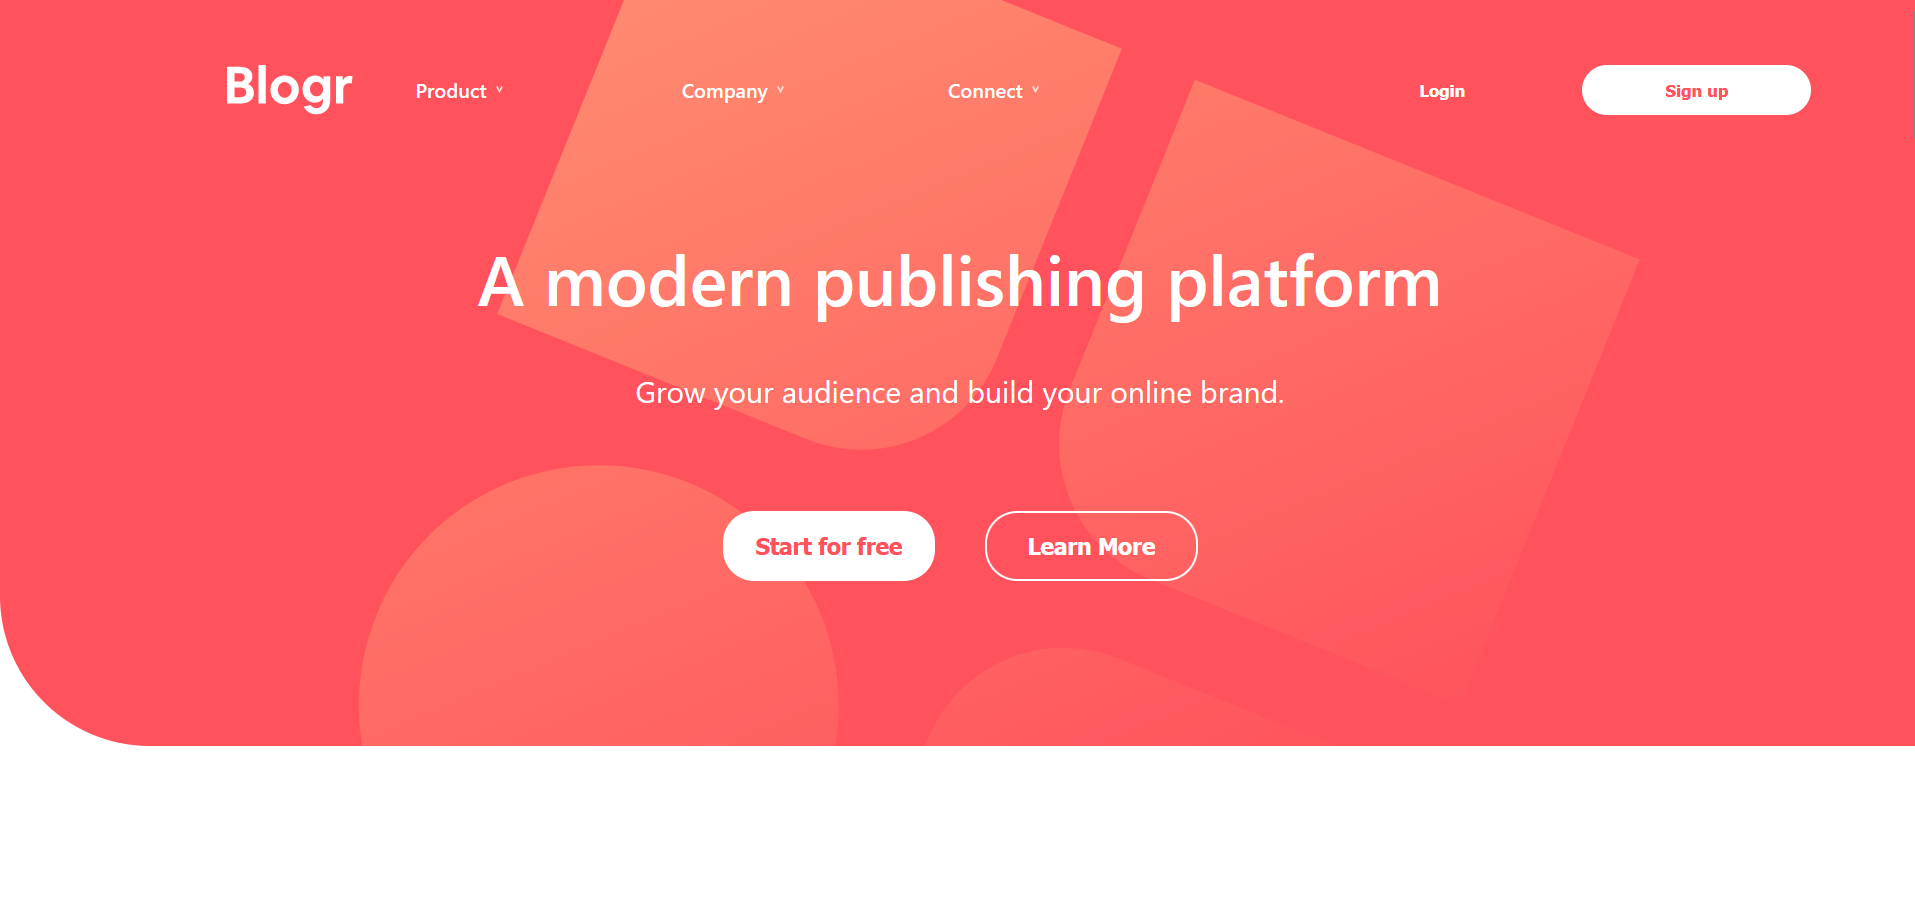 Blogr Product Company Connect Login Sign up
A modern publishing platform
Grow your audience and build your online brand.
Start for free Learn More